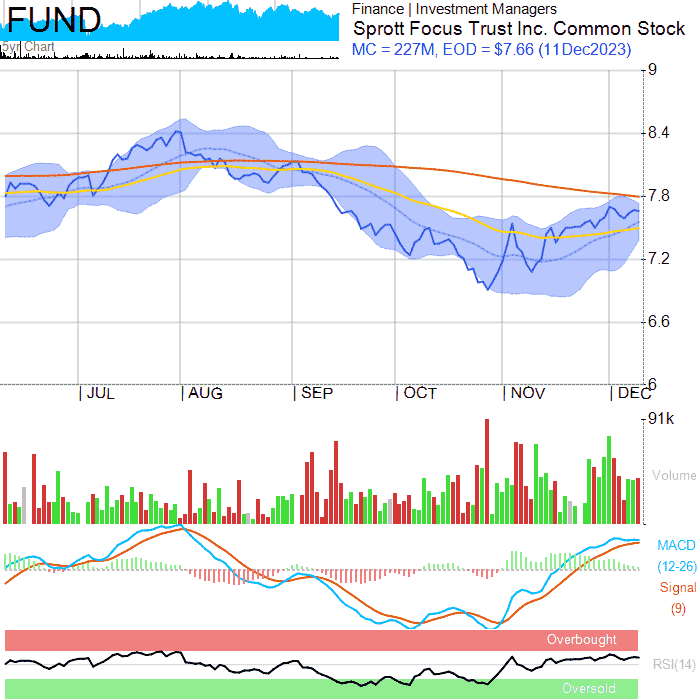 FUND
5yr Chart
Finance | Investment Managers
Sprott Focus Trust Inc. Common Stock
MC = 227M, EOD = $7.66 (11Dec2023)
9
8.4
7.8
7.2
6.6
6
| JUL | AUG | SEP | OCT | NOV | DEC
91k
Volume
MACD
(12-26)
Signal
(9)
Overbought
RSI(14)
Oversold